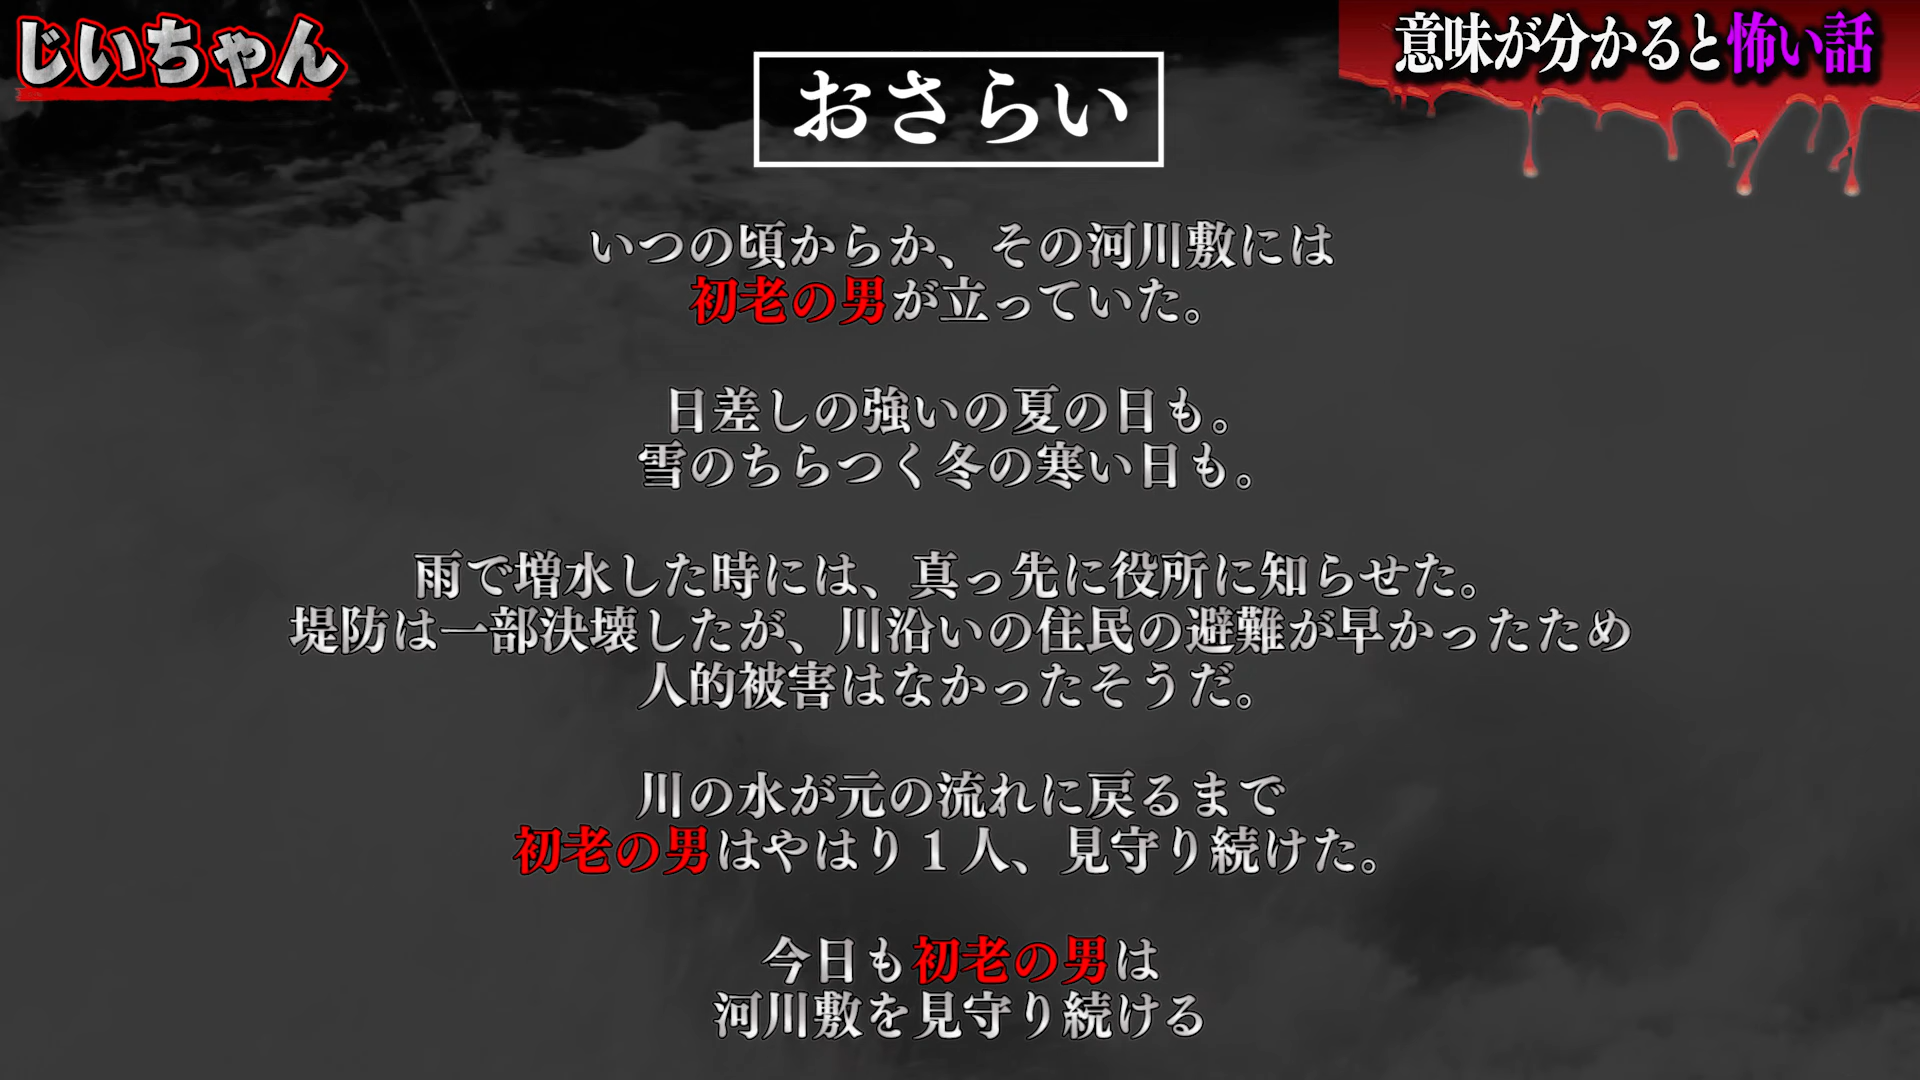 じいちゃん
意味が分かると怖い話
おさらい
いつの頃からか、その河川敷には
初老の男が立っていた。
日差しの強いの夏の日も。
雪のちらつく冬の寒い日も。
雨で増水した時には、真っ先に役所に知らせた。
堤防は一部決壊したが、川沿いの住民の避難が早かったため
人的被害はなかったそうだ。
川の水が元の流れに戻るまで
初老の男はやはり１人、見守り続けた。
今日も初老の男は
河川敷を見守り続ける